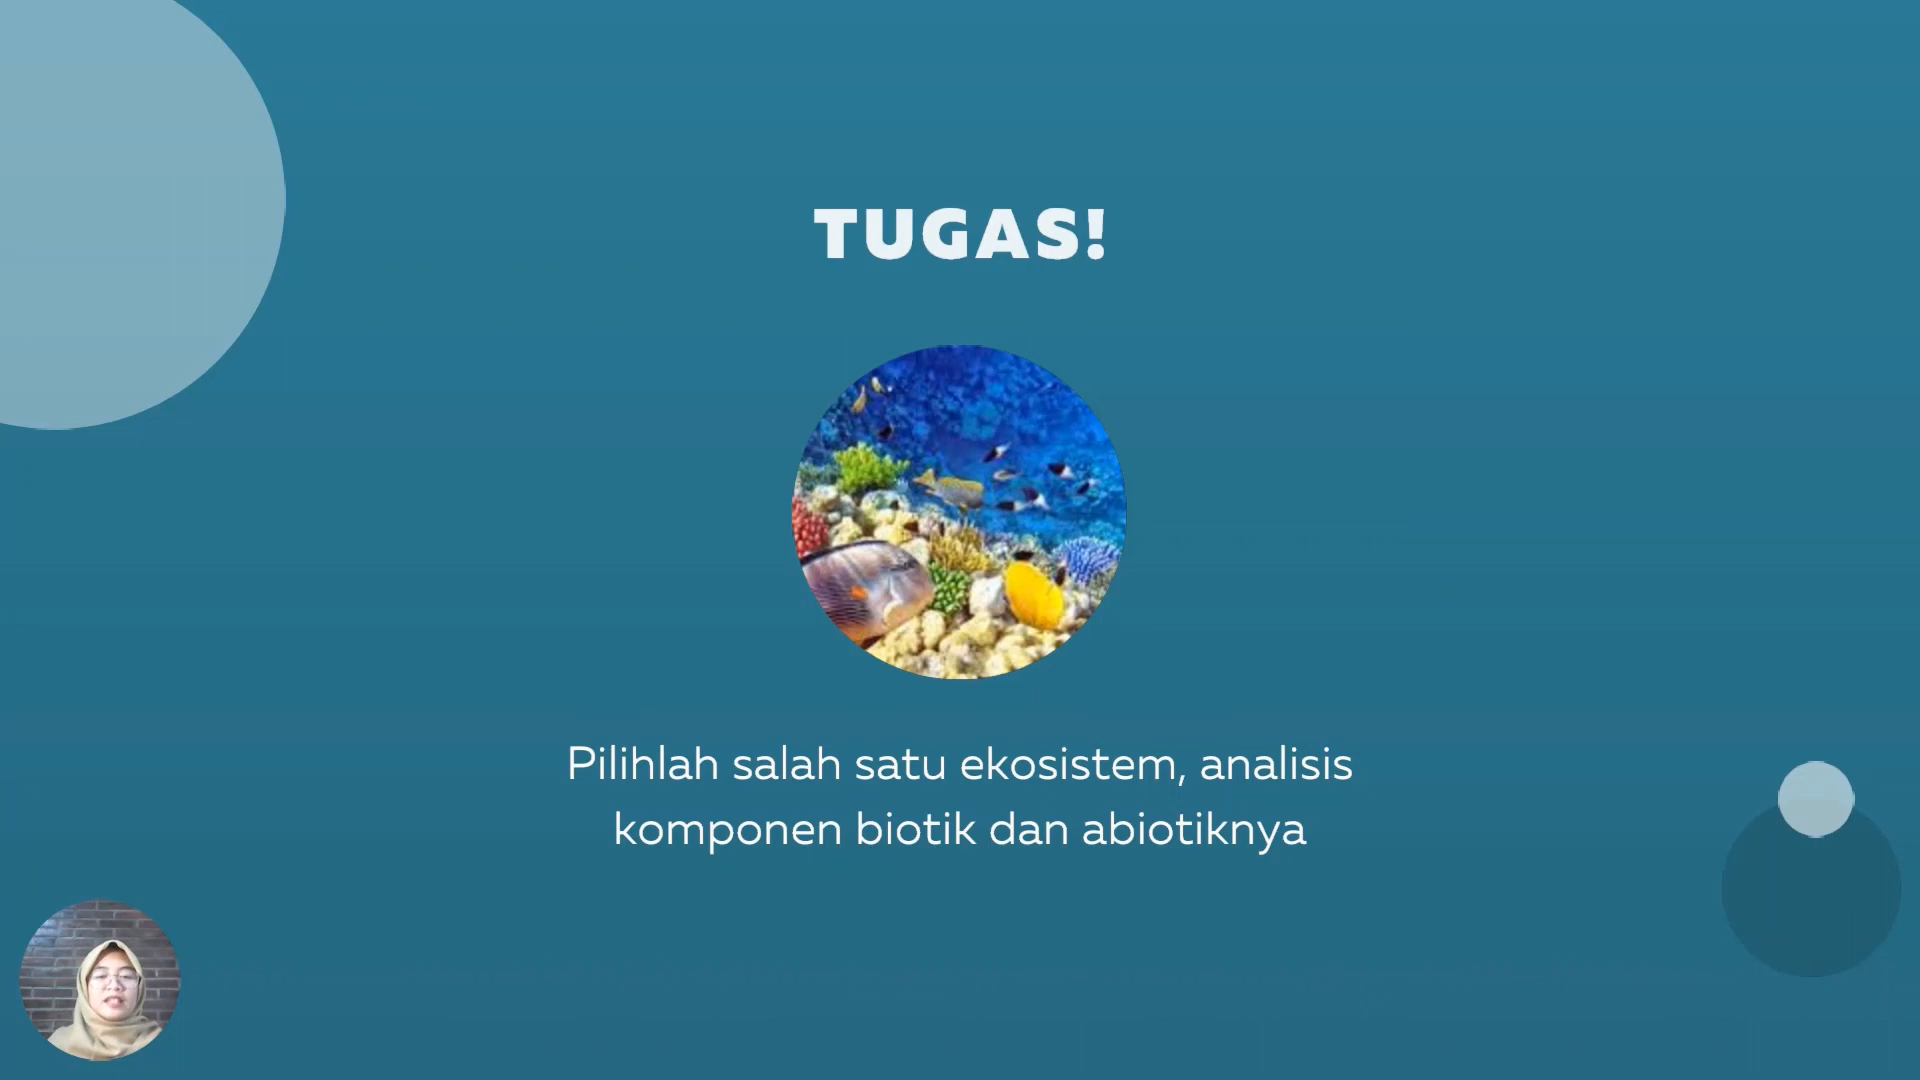 TUGAS!
Pilihlah salah satu ekosistem, analisis
komponen biotik dan abiotiknya